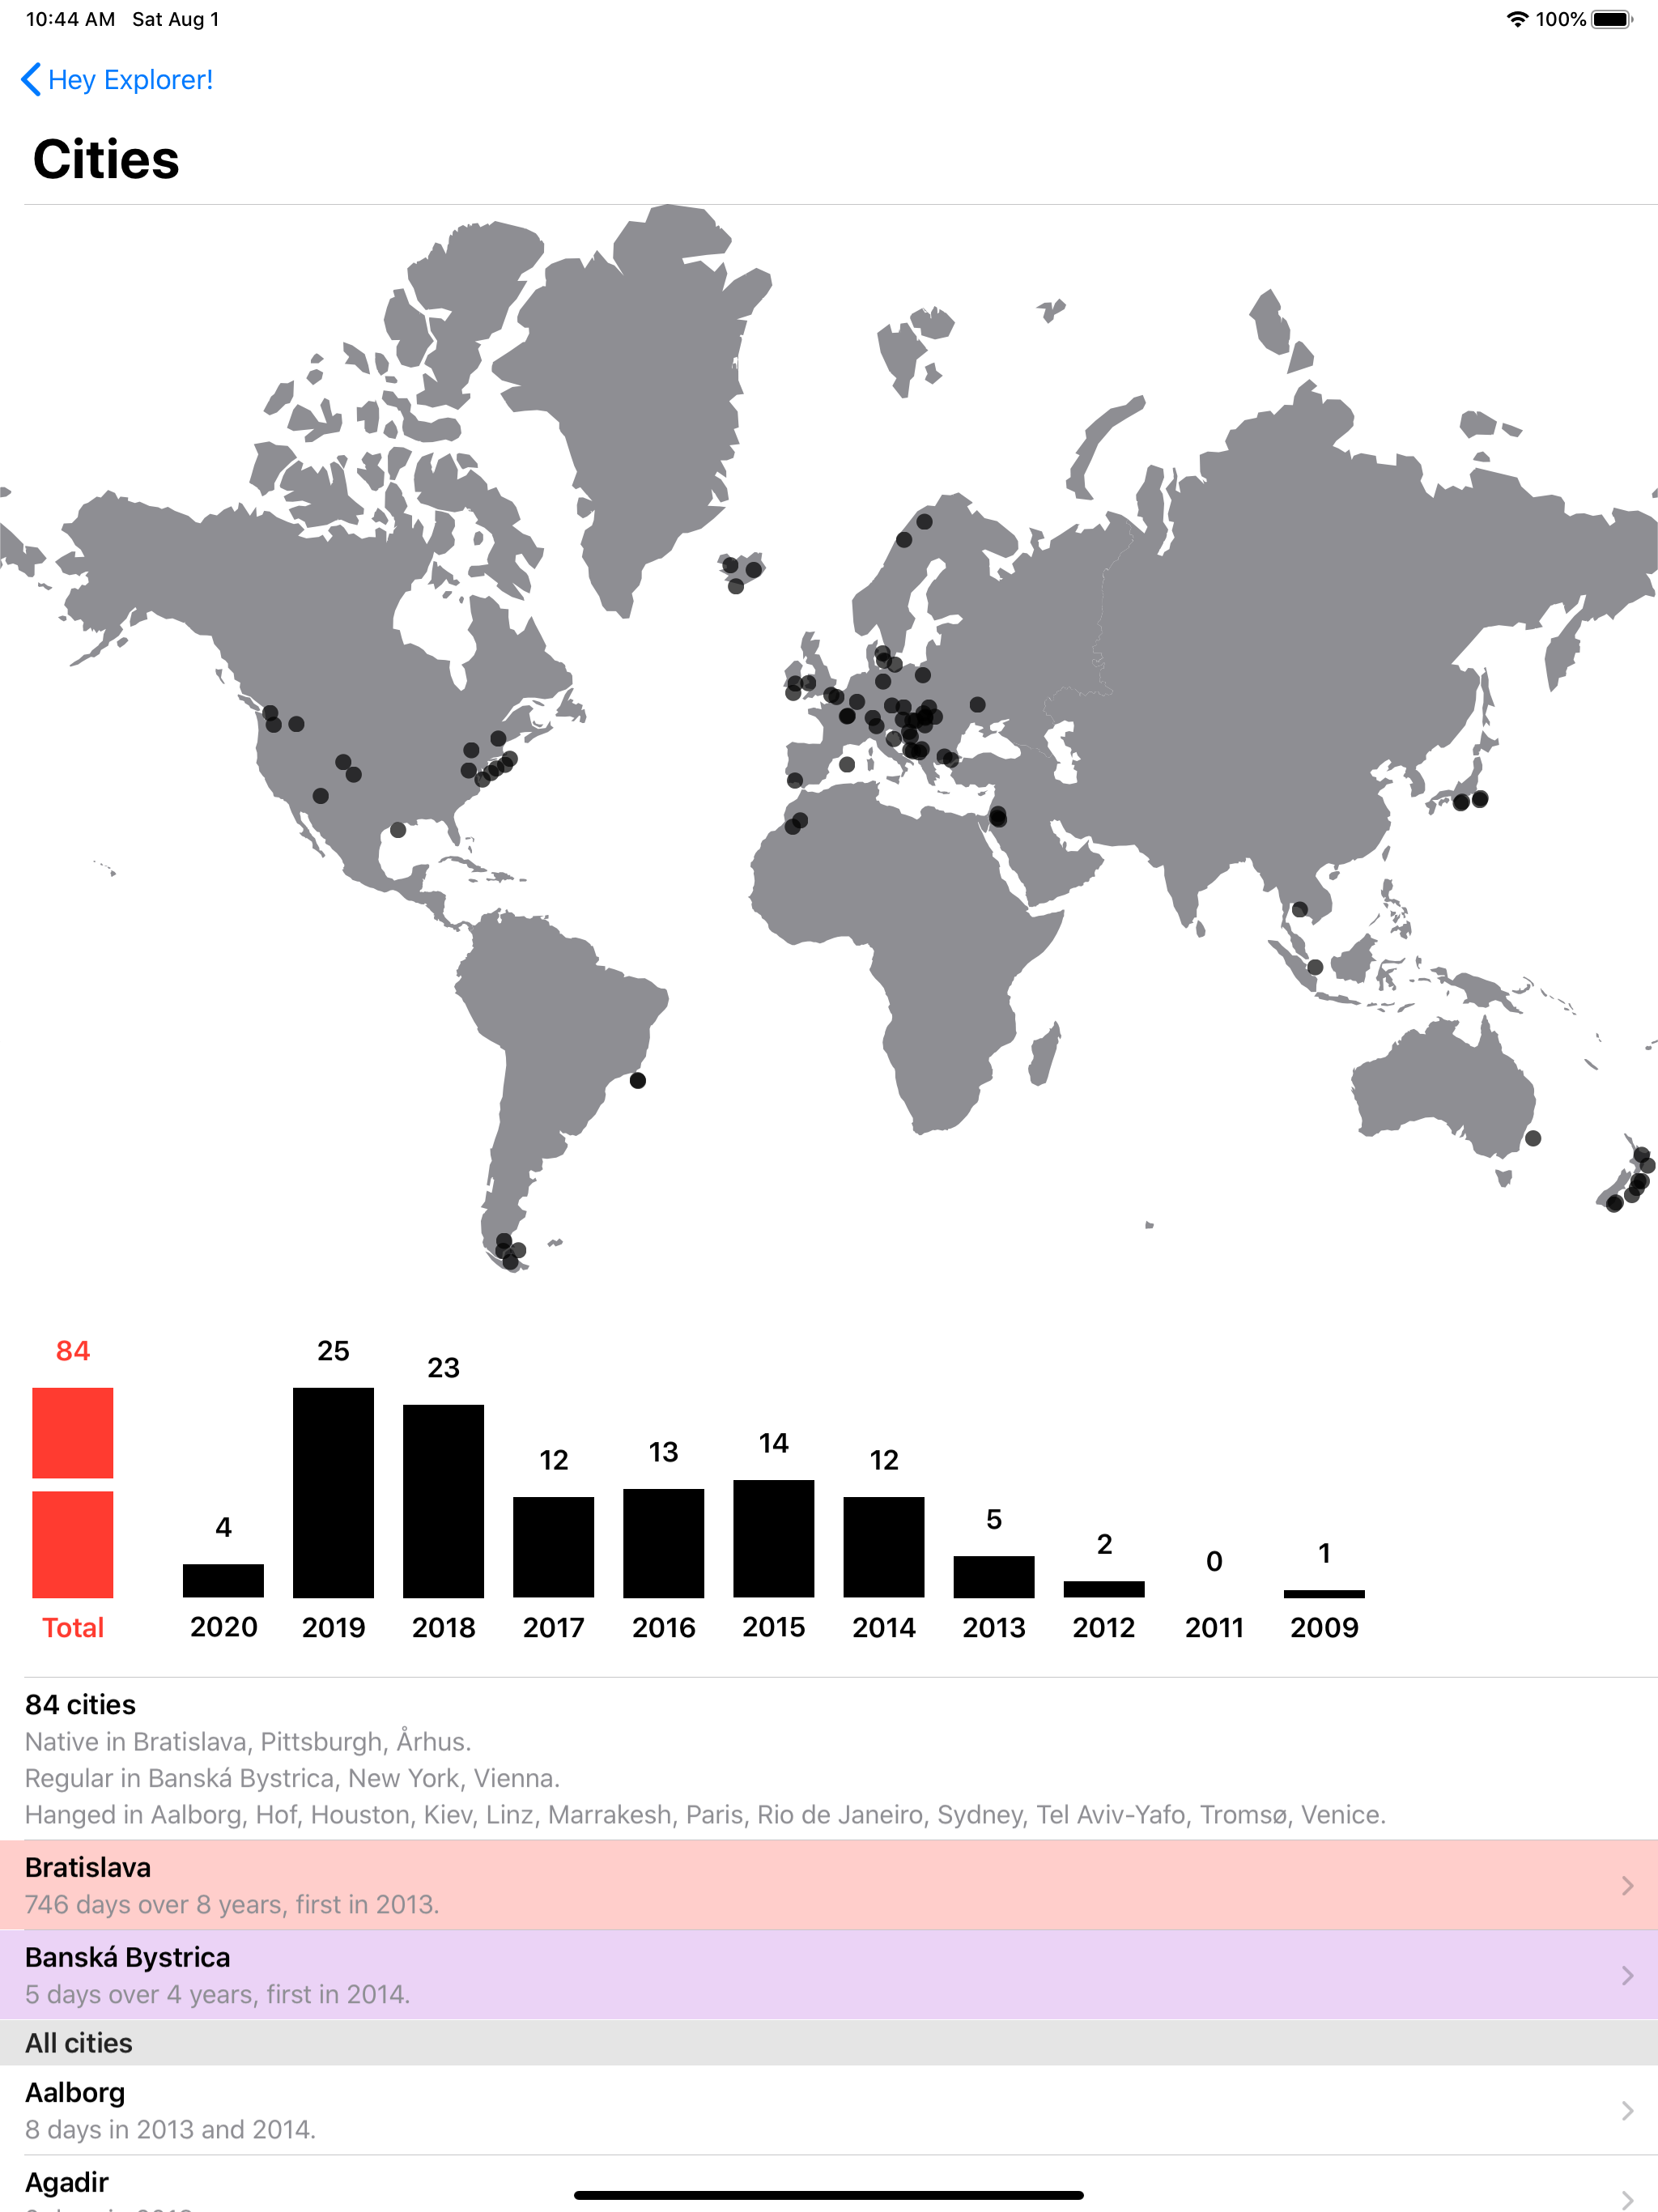 10:44 AM Sat Aug 1 100%
Hey Explorer!
Cities
84 4 25 23 12 13 14 12 5 2 0 1
Total 2020 2019 2018 2017 2016 2015 2014 2013 2012 2011 2009
84 cities
Native in Bratislava, Pittsburgh, Århus.
Regular in Banská Bystrica, New York, Vienna.
Hanged in Aalborg, Hof, Houston, Kiev, Linz, Marrakesh, Paris, Rio de Janeiro, Sydney, Tel Aviv-Yafo, Tromsø, Venice.
Bratislava
746 days over 8 years, first in 2013.
Banská Bystrica
5 days over 4 years, first in 2014.
All cities
Aalborg
8 days in 2013 and 2014.
Agadir